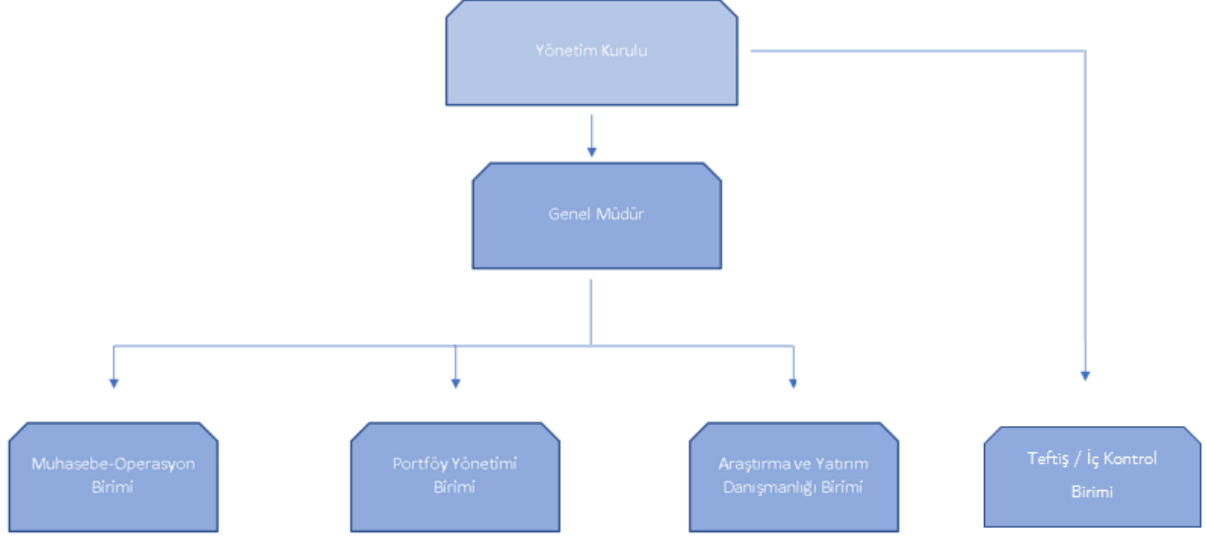 Yönetim Kurulu
Genel Müdür
Muhasebe-Operasyon
Birimi
Portföy Yönetimi
Birimi
Araştırma ve Yatırım
Danışmanlığı Birimi
Teftiş / İç Kontrol
Birimi